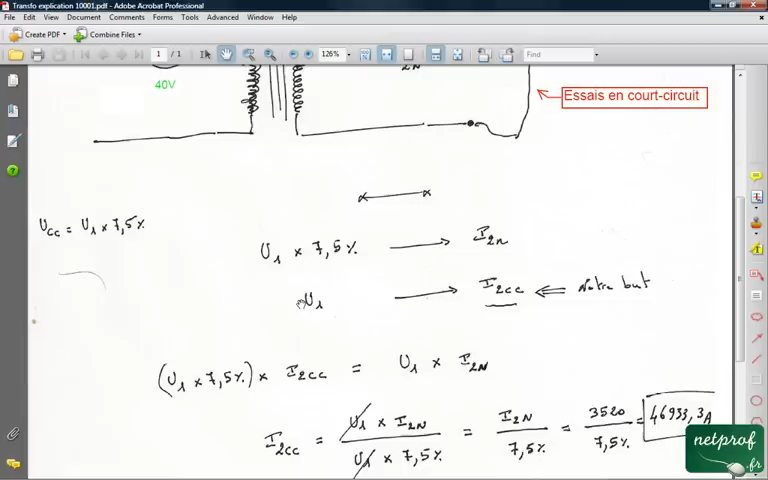 Transfo explication 10001.pdf - Adobe Acrobat Professional
File Edit View Document Comments Forms Tools Advanced Window Help
Create PDF Combine Files
1 / 1 126% Find
40V
2N
Essais en court-circuit
Ucc = U1 x 7,5%
U1 x 7,5% → I2n
U1 → I2cc ⇐ Notre but
(U1 x 7,5%) x I2CC = U1 x I2N
I2CC = U1 x I2N / U1 x 7,5% = I2N / 7,5% = 3520 / 7,5% = 46933,3A
netprof
.fr